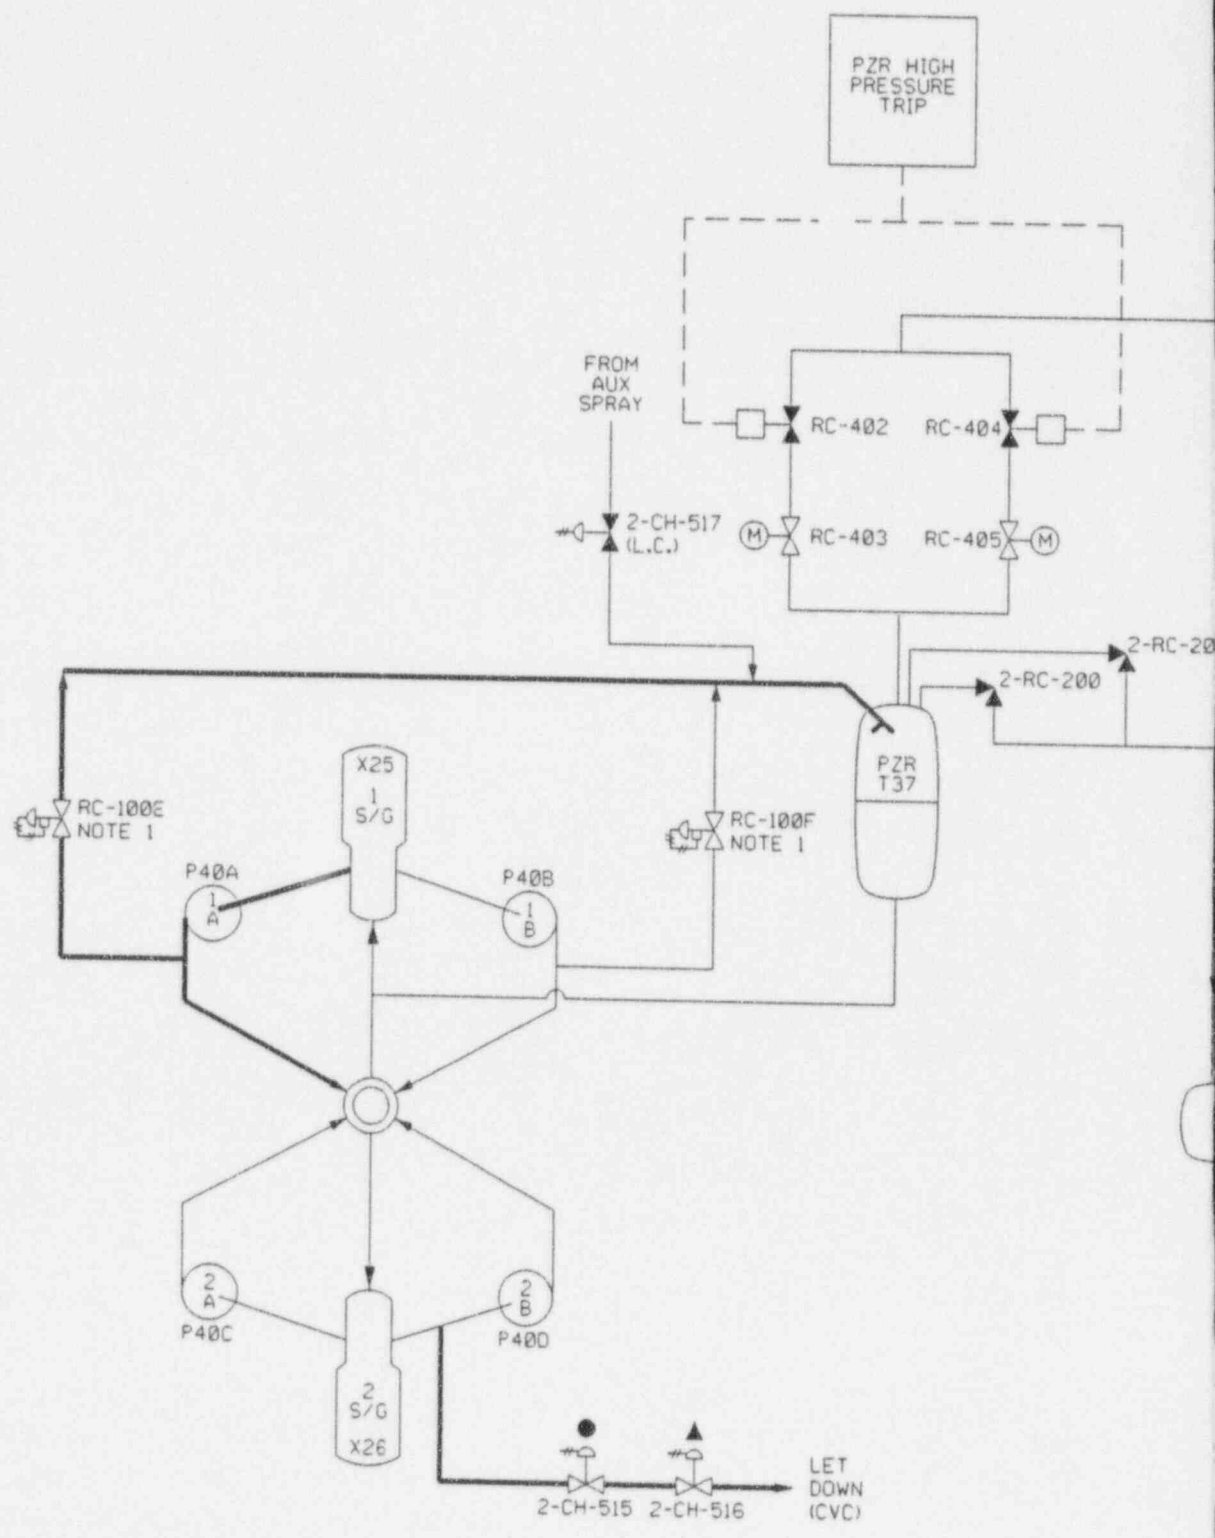 PZR HIGH
PRESSURE
TRIP
FROM
AUX
SPRAY
RC-402
RC-404
2-CH-517
(L.C.)
M
RC-403
RC-405
M
2-RC-20
2-RC-200
X25
1
S/G
PZR
T37
RC-100E
NOTE 1
RC-100F
NOTE 1
P40A
1
A
P40B
1
B
2
A
P40C
2
B
P40D
2
S/G
X26
2-CH-515
2-CH-516
LET
DOWN
(CVC)